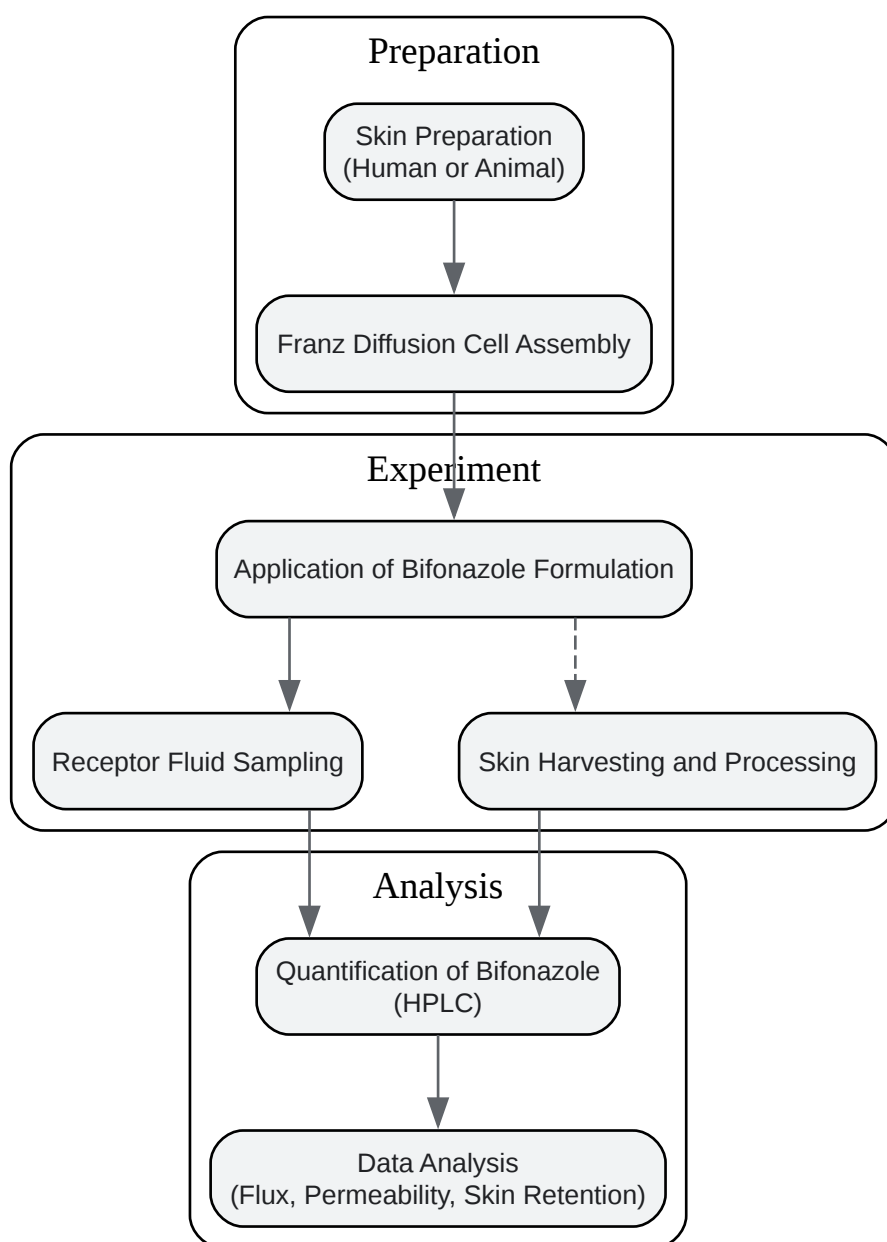 Preparation
Skin Preparation
(Human or Animal)
Franz Diffusion Cell Assembly
Experiment
Application of Bifonazole Formulation
Receptor Fluid Sampling
Skin Harvesting and Processing
Analysis
Quantification of Bifonazole
(HPLC)
Data Analysis
(Flux, Permeability, Skin Retention)